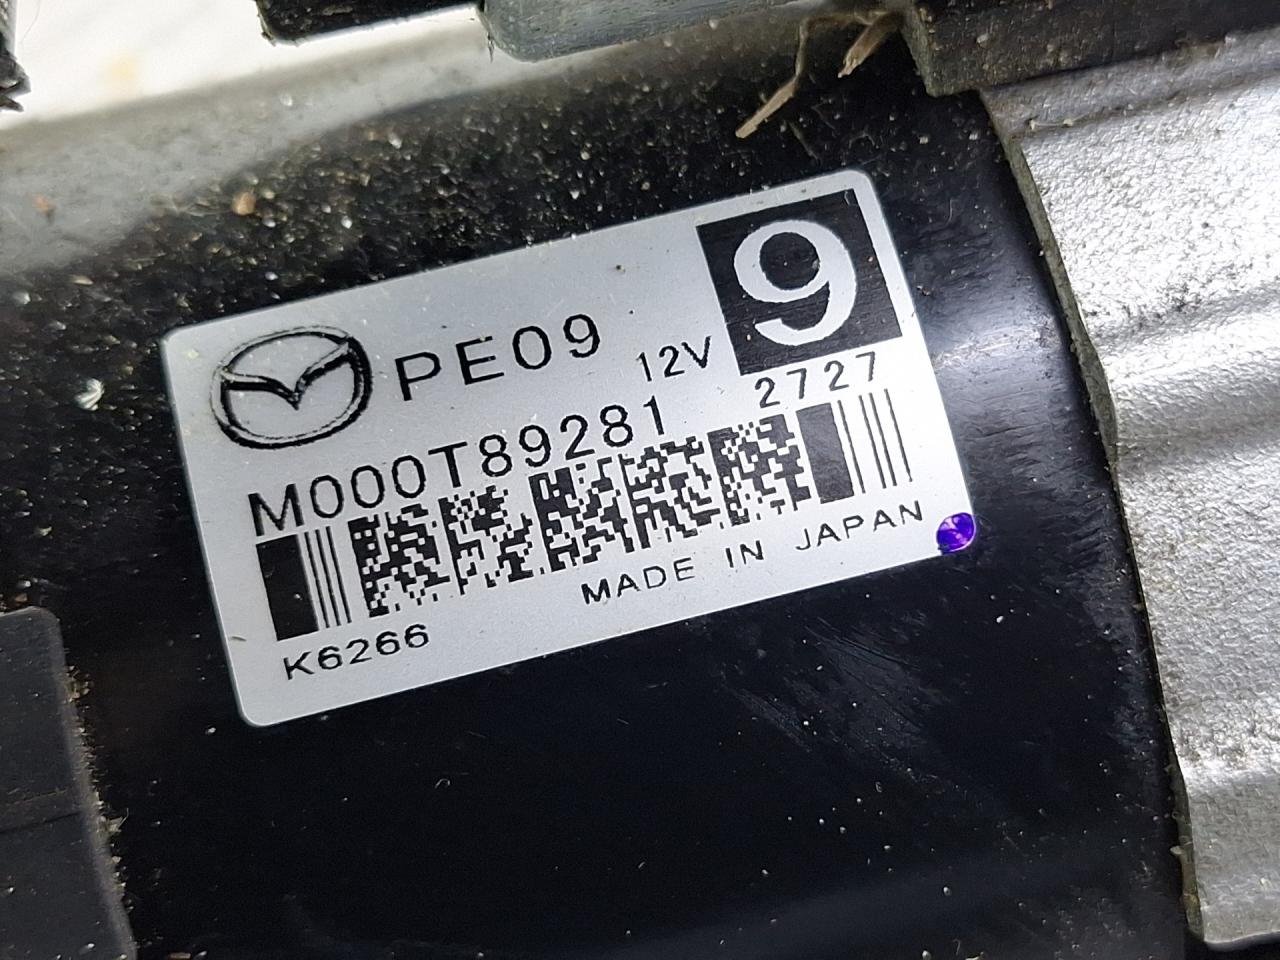 PE09
12V
9
M000T89281
2727
MADE IN JAPAN
K6266